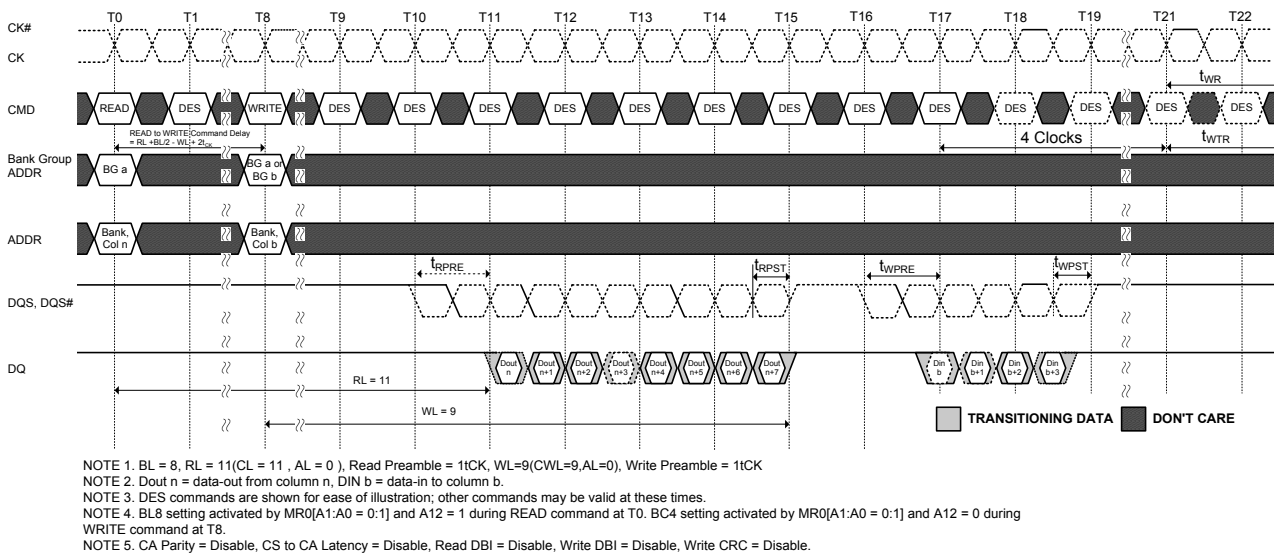 T0 T1 T8 T9 T10 T11 T12 T13 T14 T15 T16 T17 T18 T19 T21 T22
CK#
CK
tWR
CMD READ DES WRITE DES DES DES DES DES DES DES DES DES DES DES DES DES
READ to WRITE Command Delay
= RL +BL/2 - WL + 2tCK
4 Clocks tWTR
Bank Group
ADDR
BG a BG a or
BG b
ADDR
Bank,
Col n
Bank,
Col b
tRPRE tRPST tWPRE tWPST
DQS, DQS#
DQ
Dout
n
Dout
n+1
Dout
n+2
Dout
n+3
Dout
n+4
Dout
n+5
Dout
n+6
Dout
n+7
Din
b
Din
b+1
Din
b+2
Din
b+3
RL = 11
WL = 9
TRANSITIONING DATA DON'T CARE
NOTE 1. BL = 8, RL = 11(CL = 11 , AL = 0 ), Read Preamble = 1tCK, WL=9(CWL=9,AL=0), Write Preamble = 1tCK
NOTE 2. Dout n = data-out from column n, DIN b = data-in to column b.
NOTE 3. DES commands are shown for ease of illustration; other commands may be valid at these times.
NOTE 4. BL8 setting activated by MR0[A1:A0 = 0:1] and A12 = 1 during READ command at T0. BC4 setting activated by MR0[A1:A0 = 0:1] and A12 = 0 during
WRITE command at T8.
NOTE 5. CA Parity = Disable, CS to CA Latency = Disable, Read DBI = Disable, Write DBI = Disable, Write CRC = Disable.